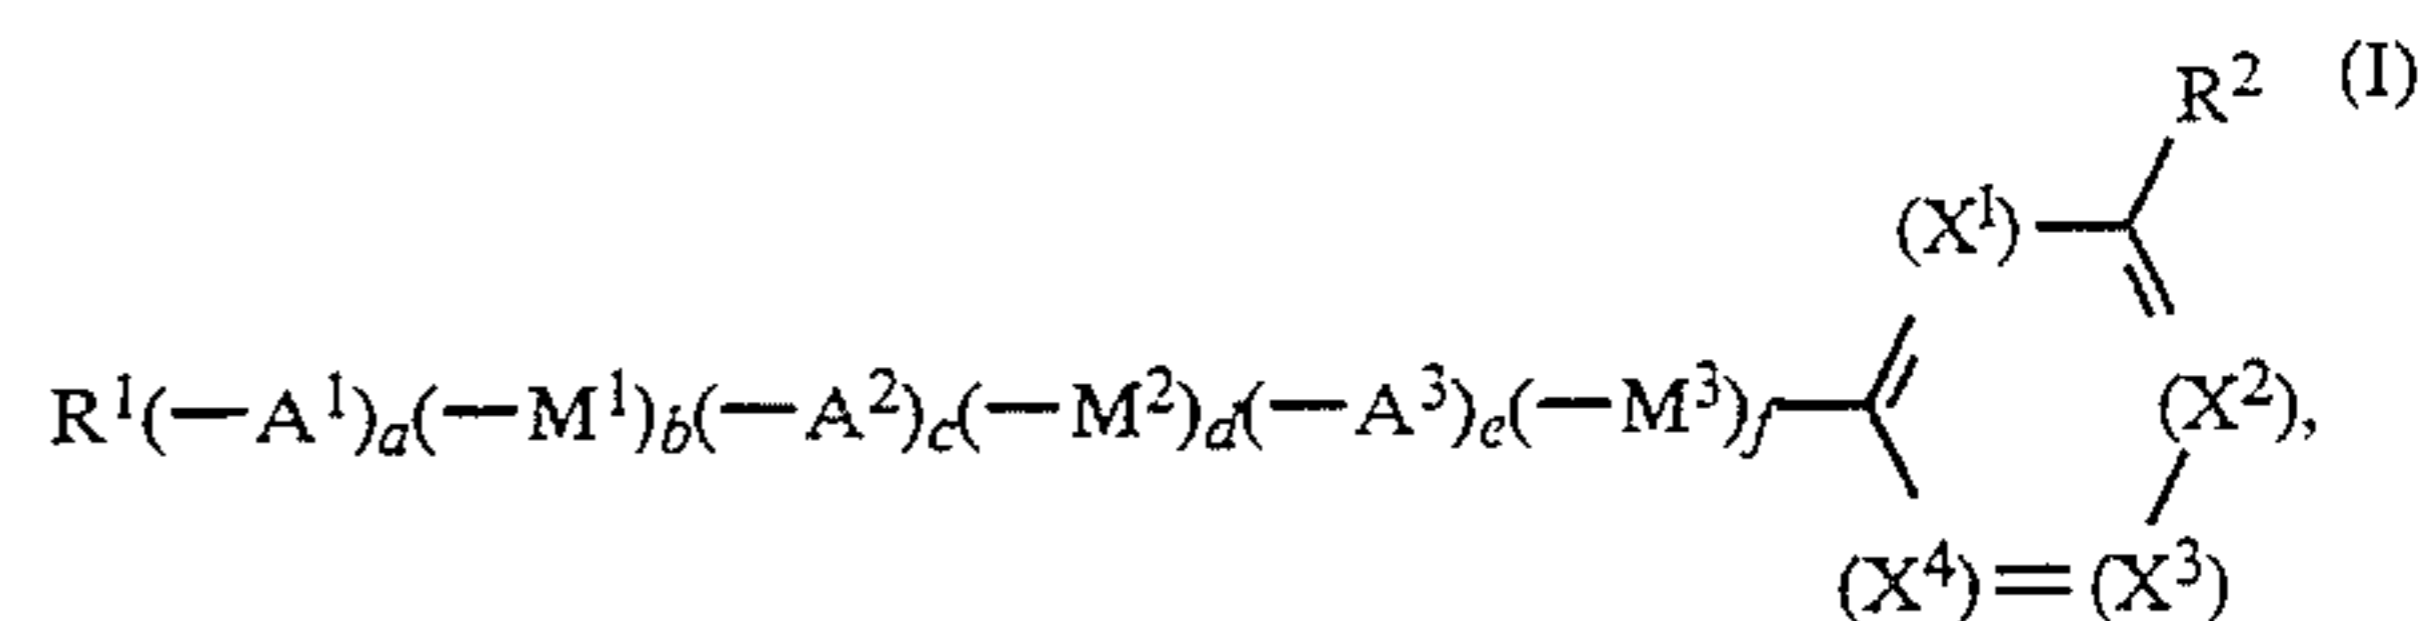 R² (I)
(X¹)
R¹(—A¹)a(—M¹)b(—A²)c(—M²)d(—A³)e(—M³)f (X²),
(X⁴)=(X³)